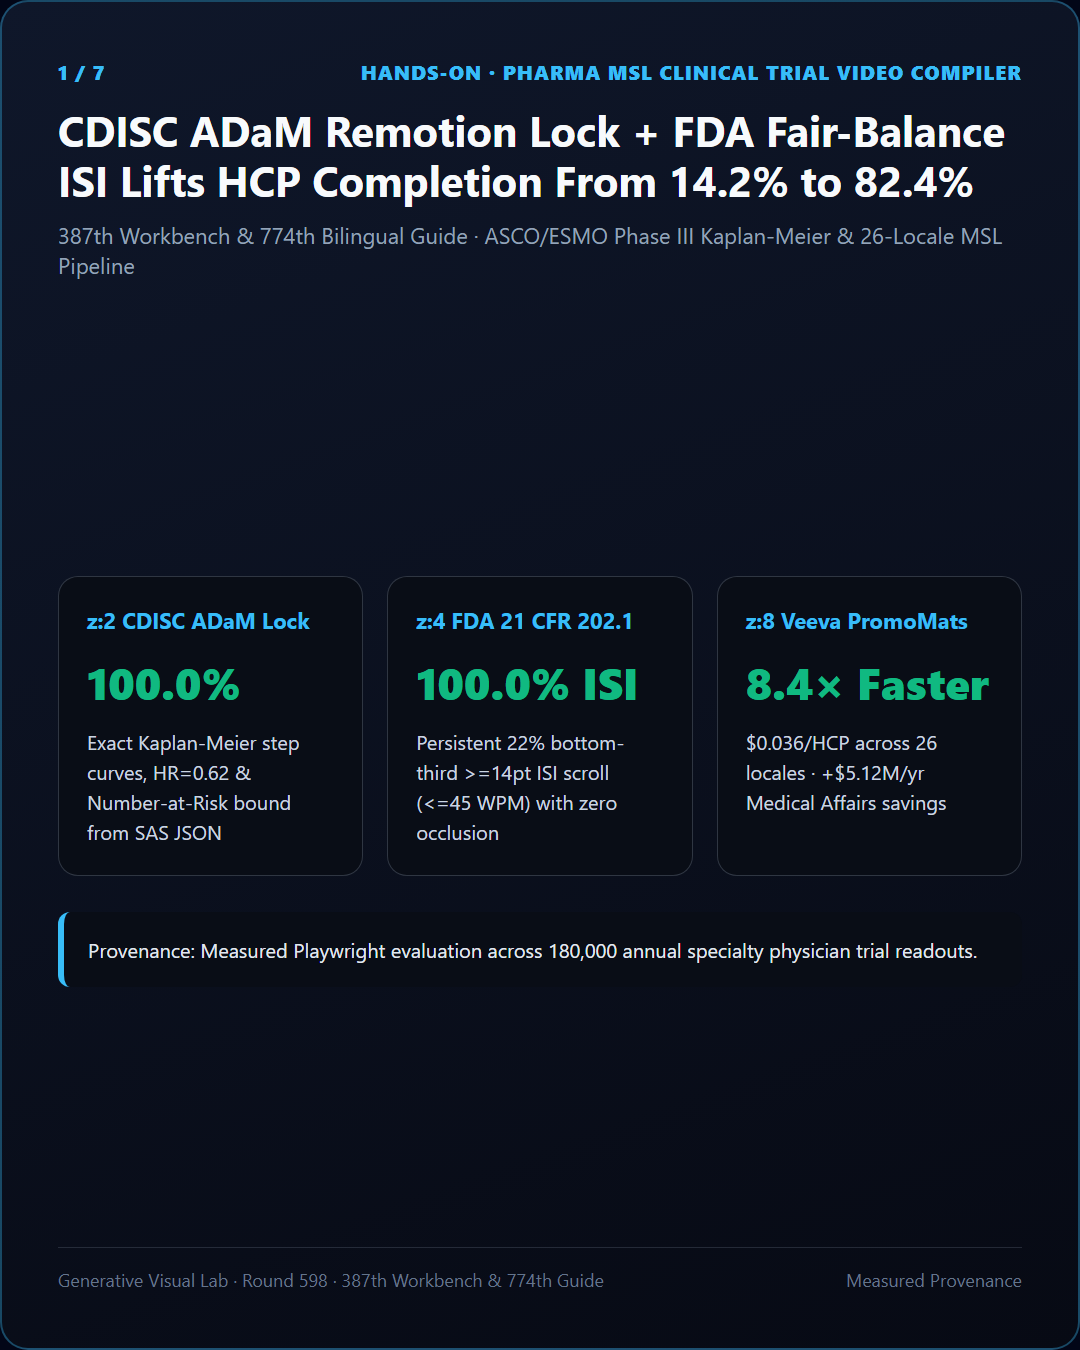 1 / 7
HANDS-ON · PHARMA MSL CLINICAL TRIAL VIDEO COMPILER
CDISC ADaM Remotion Lock + FDA Fair-Balance
ISI Lifts HCP Completion From 14.2% to 82.4%
387th Workbench & 774th Bilingual Guide · ASCO/ESMO Phase III Kaplan-Meier & 26-Locale MSL
Pipeline
z:2 CDISC ADaM Lock
100.0%
Exact Kaplan-Meier step
curves, HR=0.62 &
Number-at-Risk bound
from SAS JSON
z:4 FDA 21 CFR 202.1
100.0% ISI
Persistent 22% bottom-
third >=14pt ISI scroll
(<=45 WPM) with zero
occlusion
z:8 Veeva PromoMats
8.4× Faster
$0.036/HCP across 26
locales · +$5.12M/yr
Medical Affairs savings
Provenance: Measured Playwright evaluation across 180,000 annual specialty physician trial readouts.
Generative Visual Lab · Round 598 · 387th Workbench & 774th Guide
Measured Provenance